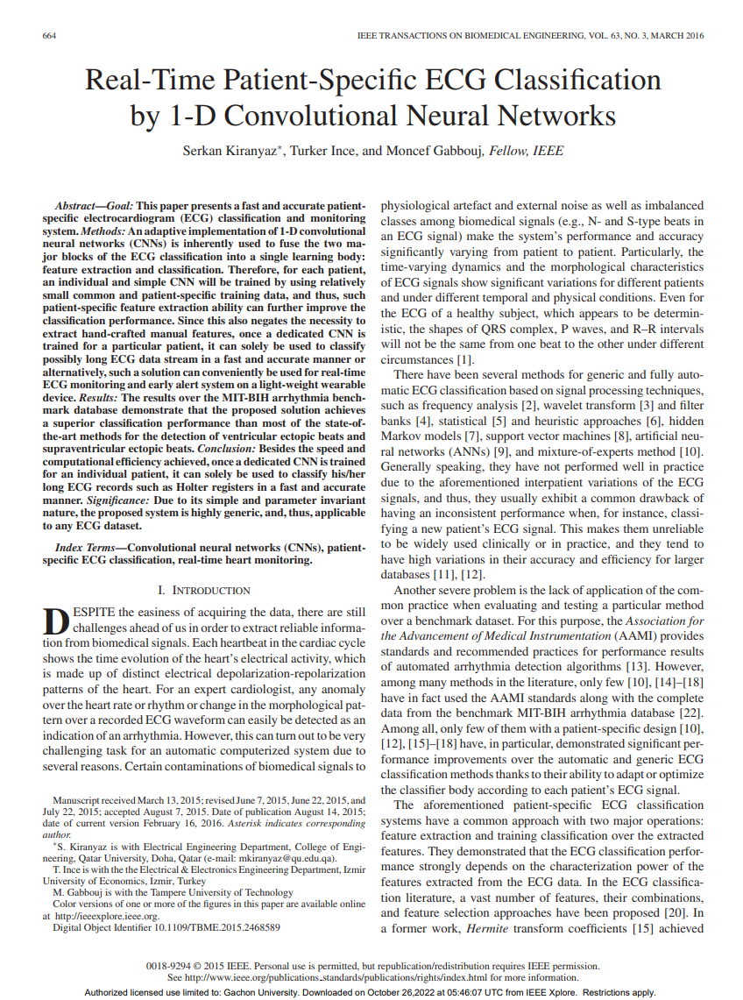 664
IEEE TRANSACTIONS ON BIOMEDICAL ENGINEERING, VOL. 63, NO. 3, MARCH 2016
Real-Time Patient-Specific ECG Classification
by 1-D Convolutional Neural Networks
Serkan Kiranyaz*, Turker Ince, and Moncef Gabbouj, Fellow, IEEE
Abstract—Goal: This paper presents a fast and accurate patient-
specific electrocardiogram (ECG) classification and monitoring
system. Methods: An adaptive implementation of 1-D convolutional
neural networks (CNNs) is inherently used to fuse the two ma-
jor blocks of the ECG classification into a single learning body:
feature extraction and classification. Therefore, for each patient,
an individual and simple CNN will be trained by using relatively
small common and patient-specific training data, and thus, such
patient-specific feature extraction ability can further improve the
classification performance. Since this also negates the necessity to
extract hand-crafted manual features, once a dedicated CNN is
trained for a particular patient, it can solely be used to classify
possibly long ECG data stream in a fast and accurate manner or
alternatively, such a solution can conveniently be used for real-time
ECG monitoring and early alert system on a light-weight wearable
device. Results: The results over the MIT-BIH arrhythmia bench-
mark database demonstrate that the proposed solution achieves
a superior classification performance than most of the state-of-
the-art methods for the detection of ventricular ectopic beats and
supraventricular ectopic beats. Conclusion: Besides the speed and
computational efficiency achieved, once a dedicated CNN is trained
for an individual patient, it can solely be used to classify his/her
long ECG records such as Holter registers in a fast and accurate
manner. Significance: Due to its simple and parameter invariant
nature, the proposed system is highly generic, and, thus, applicable
to any ECG dataset.
Index Terms—Convolutional neural networks (CNNs), patient-
specific ECG classification, real-time heart monitoring.
I. INTRODUCTION
DESPITE the easiness of acquiring the data, there are still
challenges ahead of us in order to extract reliable informa-
tion from biomedical signals. Each heartbeat in the cardiac cycle
shows the time evolution of the heart's electrical activity, which
is made up of distinct electrical depolarization-repolarization
patterns of the heart. For an expert cardiologist, any anomaly
over the heart rate or rhythm or change in the morphological pat-
tern over a recorded ECG waveform can easily be detected as an
indication of an arrhythmia. However, this can turn out to be very
challenging task for an automatic computerized system due to
several reasons. Certain contaminations of biomedical signals to
Manuscript received March 13, 2015; revised June 7, 2015, June 22, 2015, and
July 22, 2015; accepted August 7, 2015. Date of publication August 14, 2015;
date of current version February 16, 2016. Asterisk indicates corresponding
author.
*S. Kiranyaz is with Electrical Engineering Department, College of Engi-
neering, Qatar University, Doha, Qatar (e-mail: mkiranyaz@qu.edu.qa).
T. Ince is with the the Electrical & Electronics Engineering Department, Izmir
University of Economics, Izmir, Turkey
M. Gabbouj is with the Tampere University of Technology
Color versions of one or more of the figures in this paper are available online
at http://ieeexplore.ieee.org.
Digital Object Identifier 10.1109/TBME.2015.2468589
physiological artefact and external noise as well as imbalanced
classes among biomedical signals (e.g., N- and S-type beats in
an ECG signal) make the system's performance and accuracy
significantly varying from patient to patient. Particularly, the
time-varying dynamics and the morphological characteristics
of ECG signals show significant variations for different patients
and under different temporal and physical conditions. Even for
the ECG of a healthy subject, which appears to be determin-
istic, the shapes of QRS complex, P waves, and R–R intervals
will not be the same from one beat to the other under different
circumstances [1].
There have been several methods for generic and fully auto-
matic ECG classification based on signal processing techniques,
such as frequency analysis [2], wavelet transform [3] and filter
banks [4], statistical [5] and heuristic approaches [6], hidden
Markov models [7], support vector machines [8], artificial neu-
ral networks (ANNs) [9], and mixture-of-experts method [10].
Generally speaking, they have not performed well in practice
due to the aforementioned interpatient variations of the ECG
signals, and thus, they usually exhibit a common drawback of
having an inconsistent performance when, for instance, classi-
fying a new patient's ECG signal. This makes them unreliable
to be widely used clinically or in practice, and they tend to
have high variations in their accuracy and efficiency for larger
databases [11], [12].
Another severe problem is the lack of application of the com-
mon practice when evaluating and testing a particular method
over a benchmark dataset. For this purpose, the Association for
the Advancement of Medical Instrumentation (AAMI) provides
standards and recommended practices for performance results
of automated arrhythmia detection algorithms [13]. However,
among many methods in the literature, only few [10], [14]–[18]
have in fact used the AAMI standards along with the complete
data from the benchmark MIT-BIH arrhythmia database [22].
Among all, only few of them with a patient-specific design [10],
[12], [15]–[18] have, in particular, demonstrated significant per-
formance improvements over the automatic and generic ECG
classification methods thanks to their ability to adapt or optimize
the classifier body according to each patient's ECG signal.
The aforementioned patient-specific ECG classification
systems have a common approach with two major operations:
feature extraction and training classification over the extracted
features. They demonstrated that the ECG classification perfor-
mance strongly depends on the characterization power of the
features extracted from the ECG data. In the ECG classifica-
tion literature, a vast number of features, their combinations,
and feature selection approaches have been proposed [20]. In
a former work, Hermite transform coefficients [15] achieved
0018-9294 © 2015 IEEE. Personal use is permitted, but republication/redistribution requires IEEE permission.
See http://www.ieee.org/publications_standards/publications/rights/index.html for more information.
Authorized licensed use limited to: Gachon University. Downloaded on October 26,2022 at 05:46:07 UTC from IEEE Xplore. Restrictions apply.